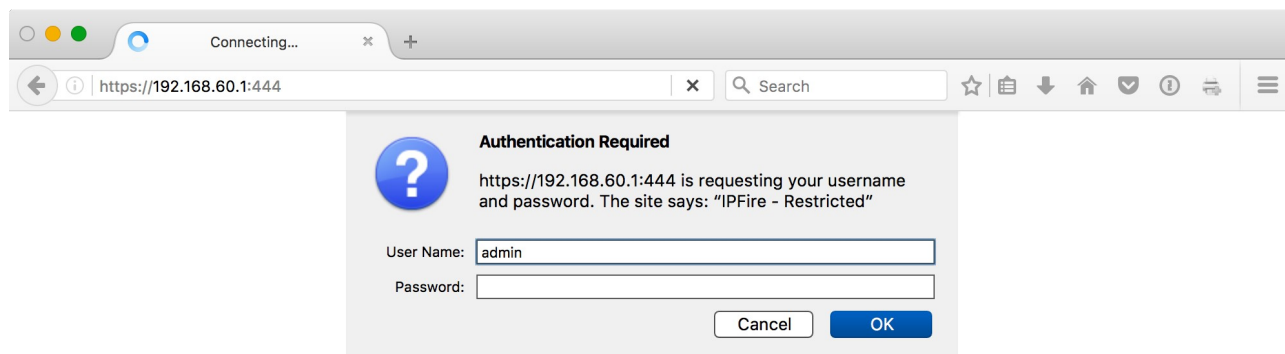 Connecting...
https://192.168.60.1:444
Search
Authentication Required
https://192.168.60.1:444 is requesting your username
and password. The site says: “IPFire - Restricted”
User Name: admin
Password:
Cancel OK